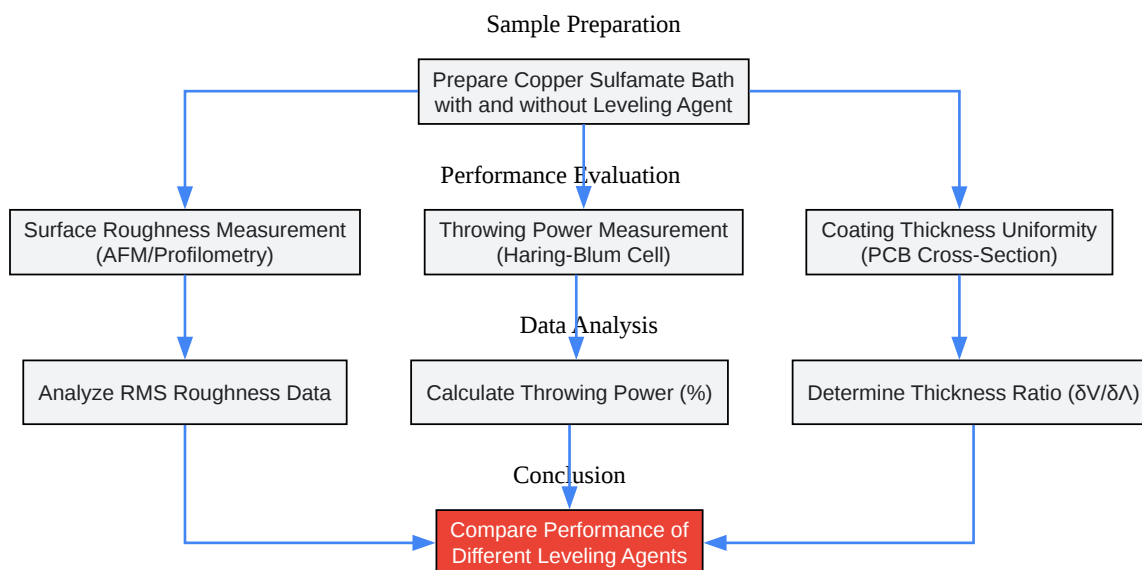 Sample Preparation
Prepare Copper Sulfamate Bath
with and without Leveling Agent
Performance Evaluation
Surface Roughness Measurement
(AFM/Profilometry)
Throwing Power Measurement
(Haring-Blum Cell)
Coating Thickness Uniformity
(PCB Cross-Section)
Data Analysis
Analyze RMS Roughness Data
Calculate Throwing Power (%)
Determine Thickness Ratio (δV/δΛ)
Conclusion
Compare Performance of
Different Leveling Agents